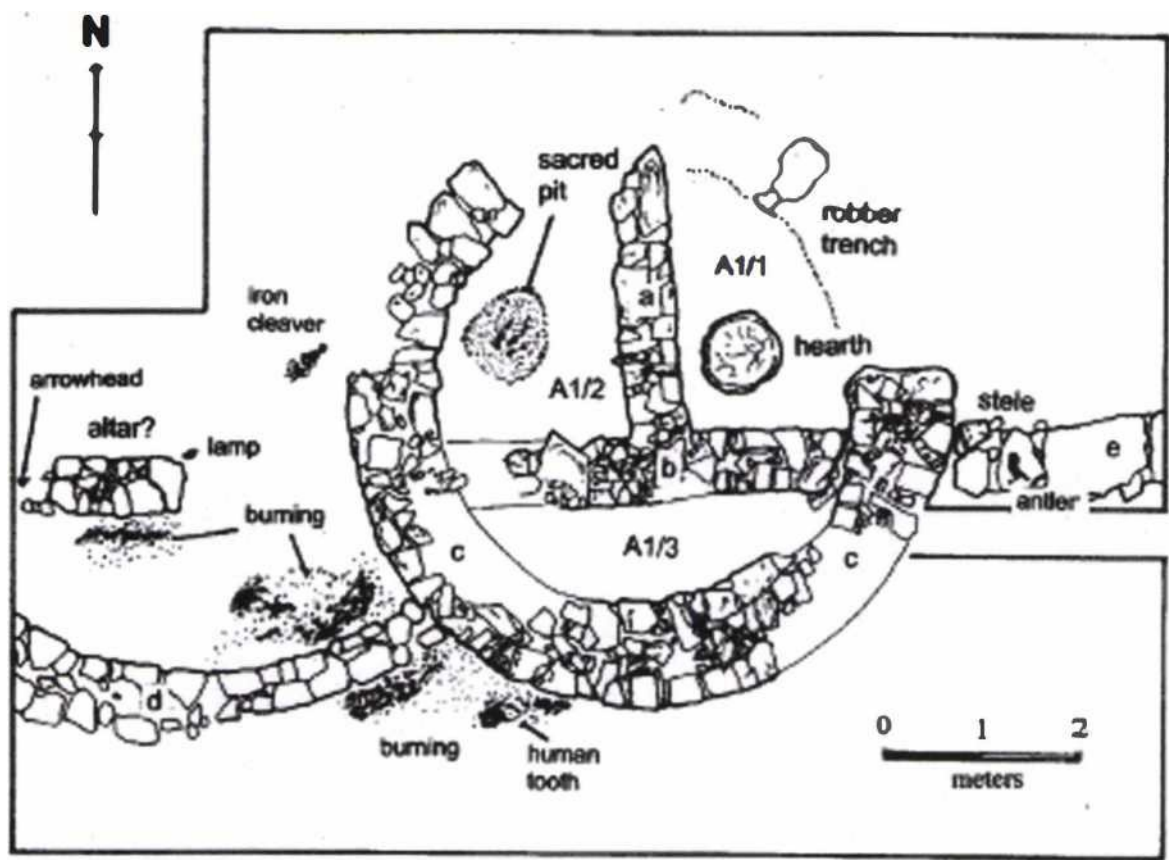 N
sacred
pit
robber
trench
A1/1
a
iron
cleaver
hearth
arrowhead
A1/2
altar?
lamp
stele
b
e
antler
burning
A1/3
c
c
d
burning
human
tooth
0 1 2
meters